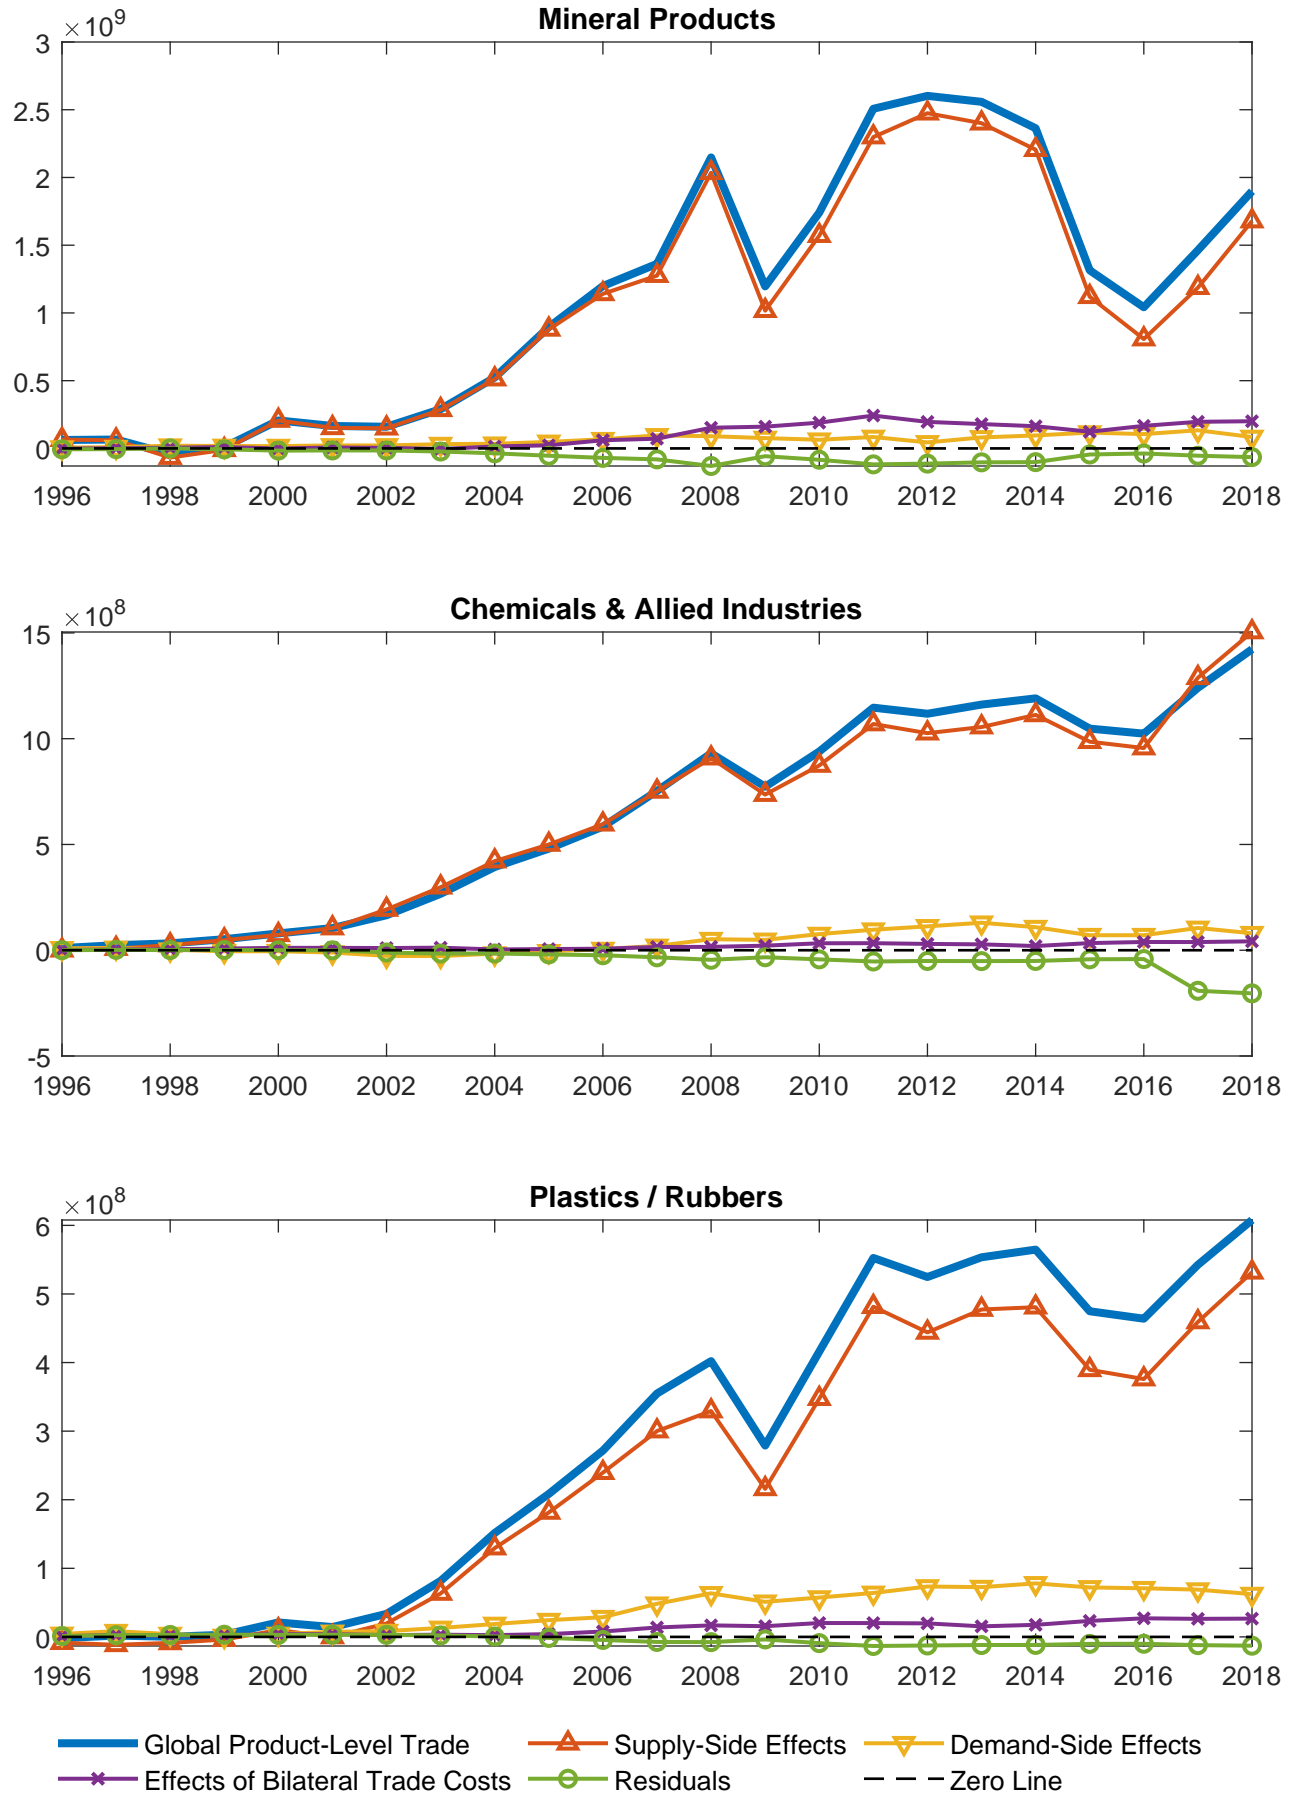 Mineral Products
×10^9
3
2.5
2
1.5
1
0.5
0
1996 1998 2000 2002 2004 2006 2008 2010 2012 2014 2016 2018
Chemicals & Allied Industries
×10^8
15
10
5
0
-5
1996 1998 2000 2002 2004 2006 2008 2010 2012 2014 2016 2018
Plastics / Rubbers
×10^8
6
5
4
3
2
1
0
1996 1998 2000 2002 2004 2006 2008 2010 2012 2014 2016 2018
Global Product-Level Trade Supply-Side Effects Demand-Side Effects
Effects of Bilateral Trade Costs Residuals Zero Line